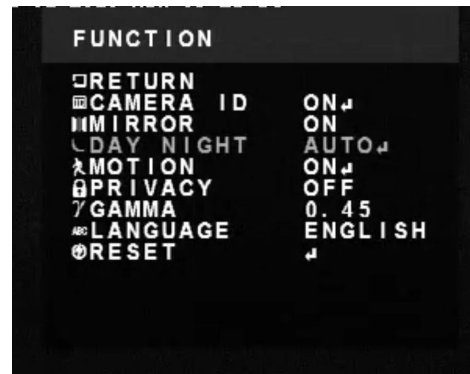 FUNCTION
RETURN
CAMERA ID ON↲
MIRROR ON
DAY NIGHT AUTO↲
MOTION ON↲
PRIVACY OFF
γ GAMMA 0.45
ABC LANGUAGE ENGLISH
RESET ↲